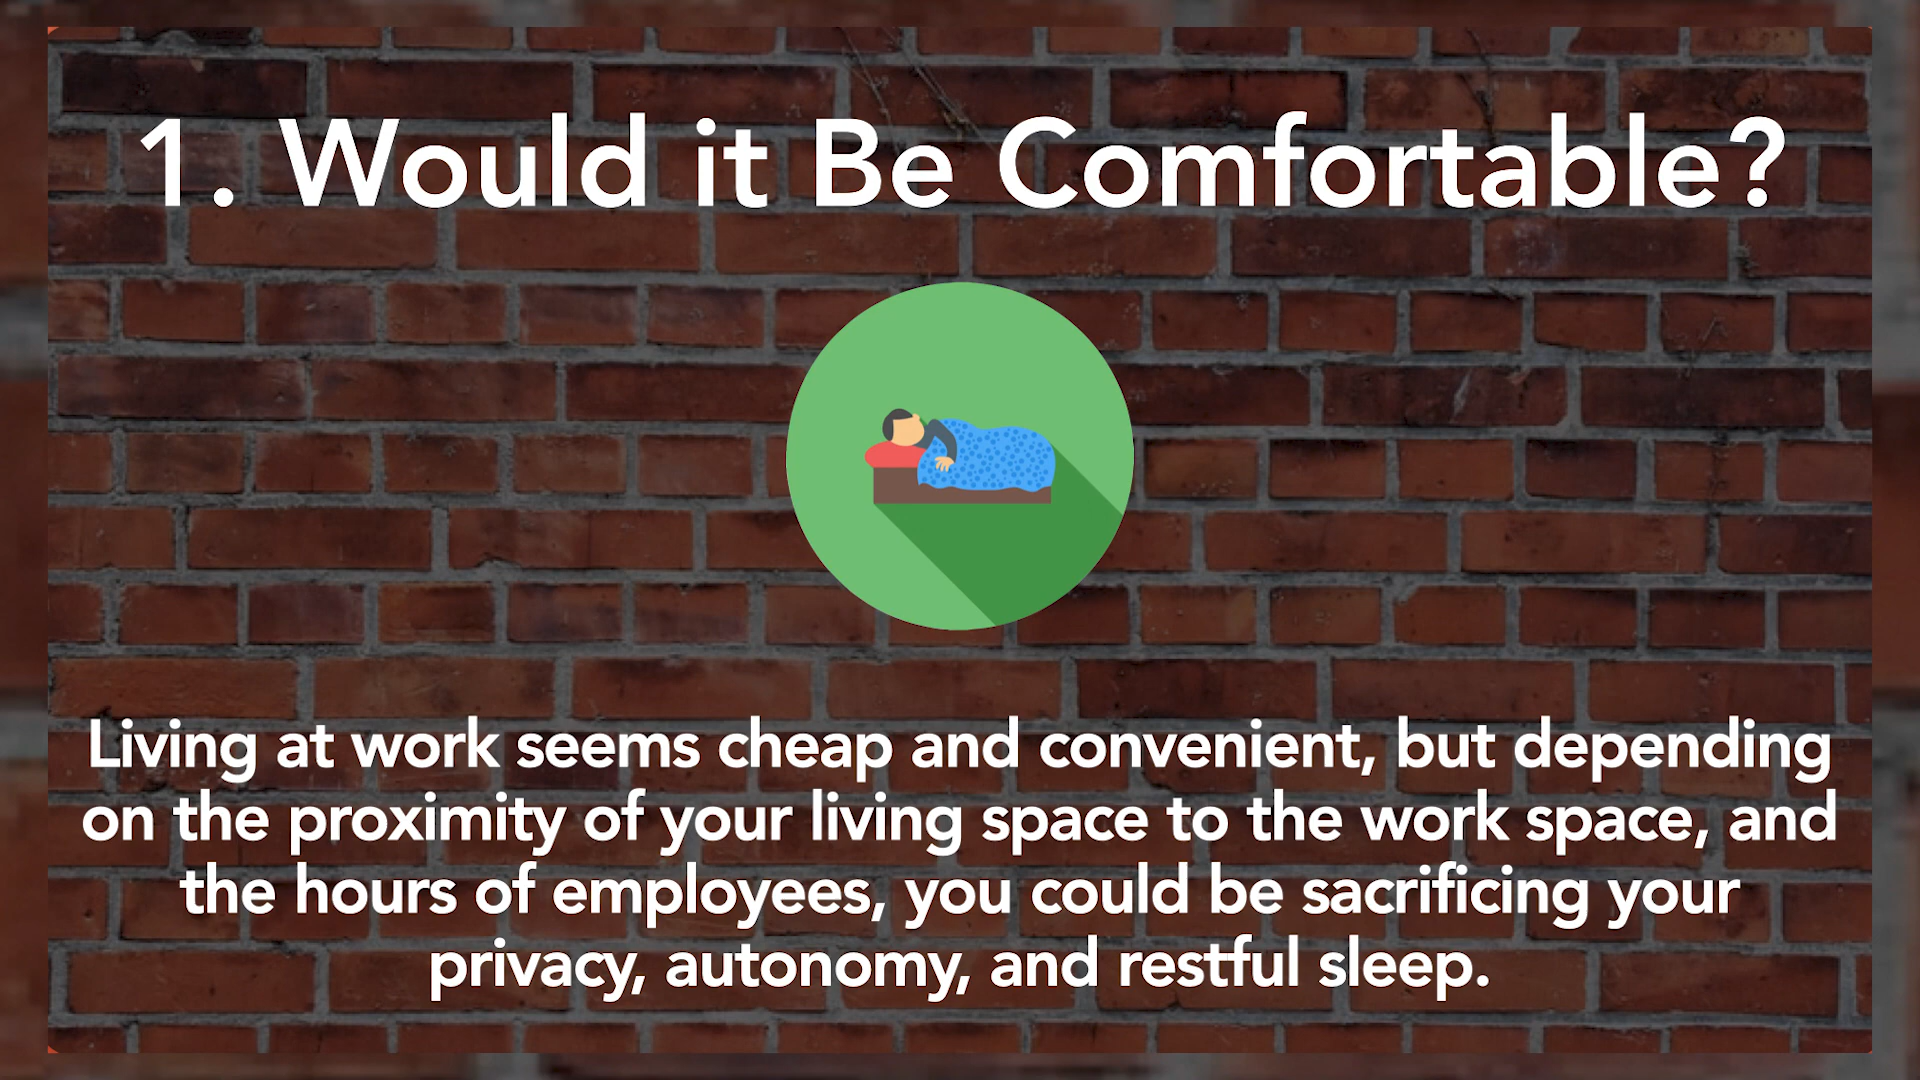 1. Would it Be Comfortable?
Living at work seems cheap and convenient, but depending
on the proximity of your living space to the work space, and
the hours of employees, you could be sacrificing your
privacy, autonomy, and restful sleep.